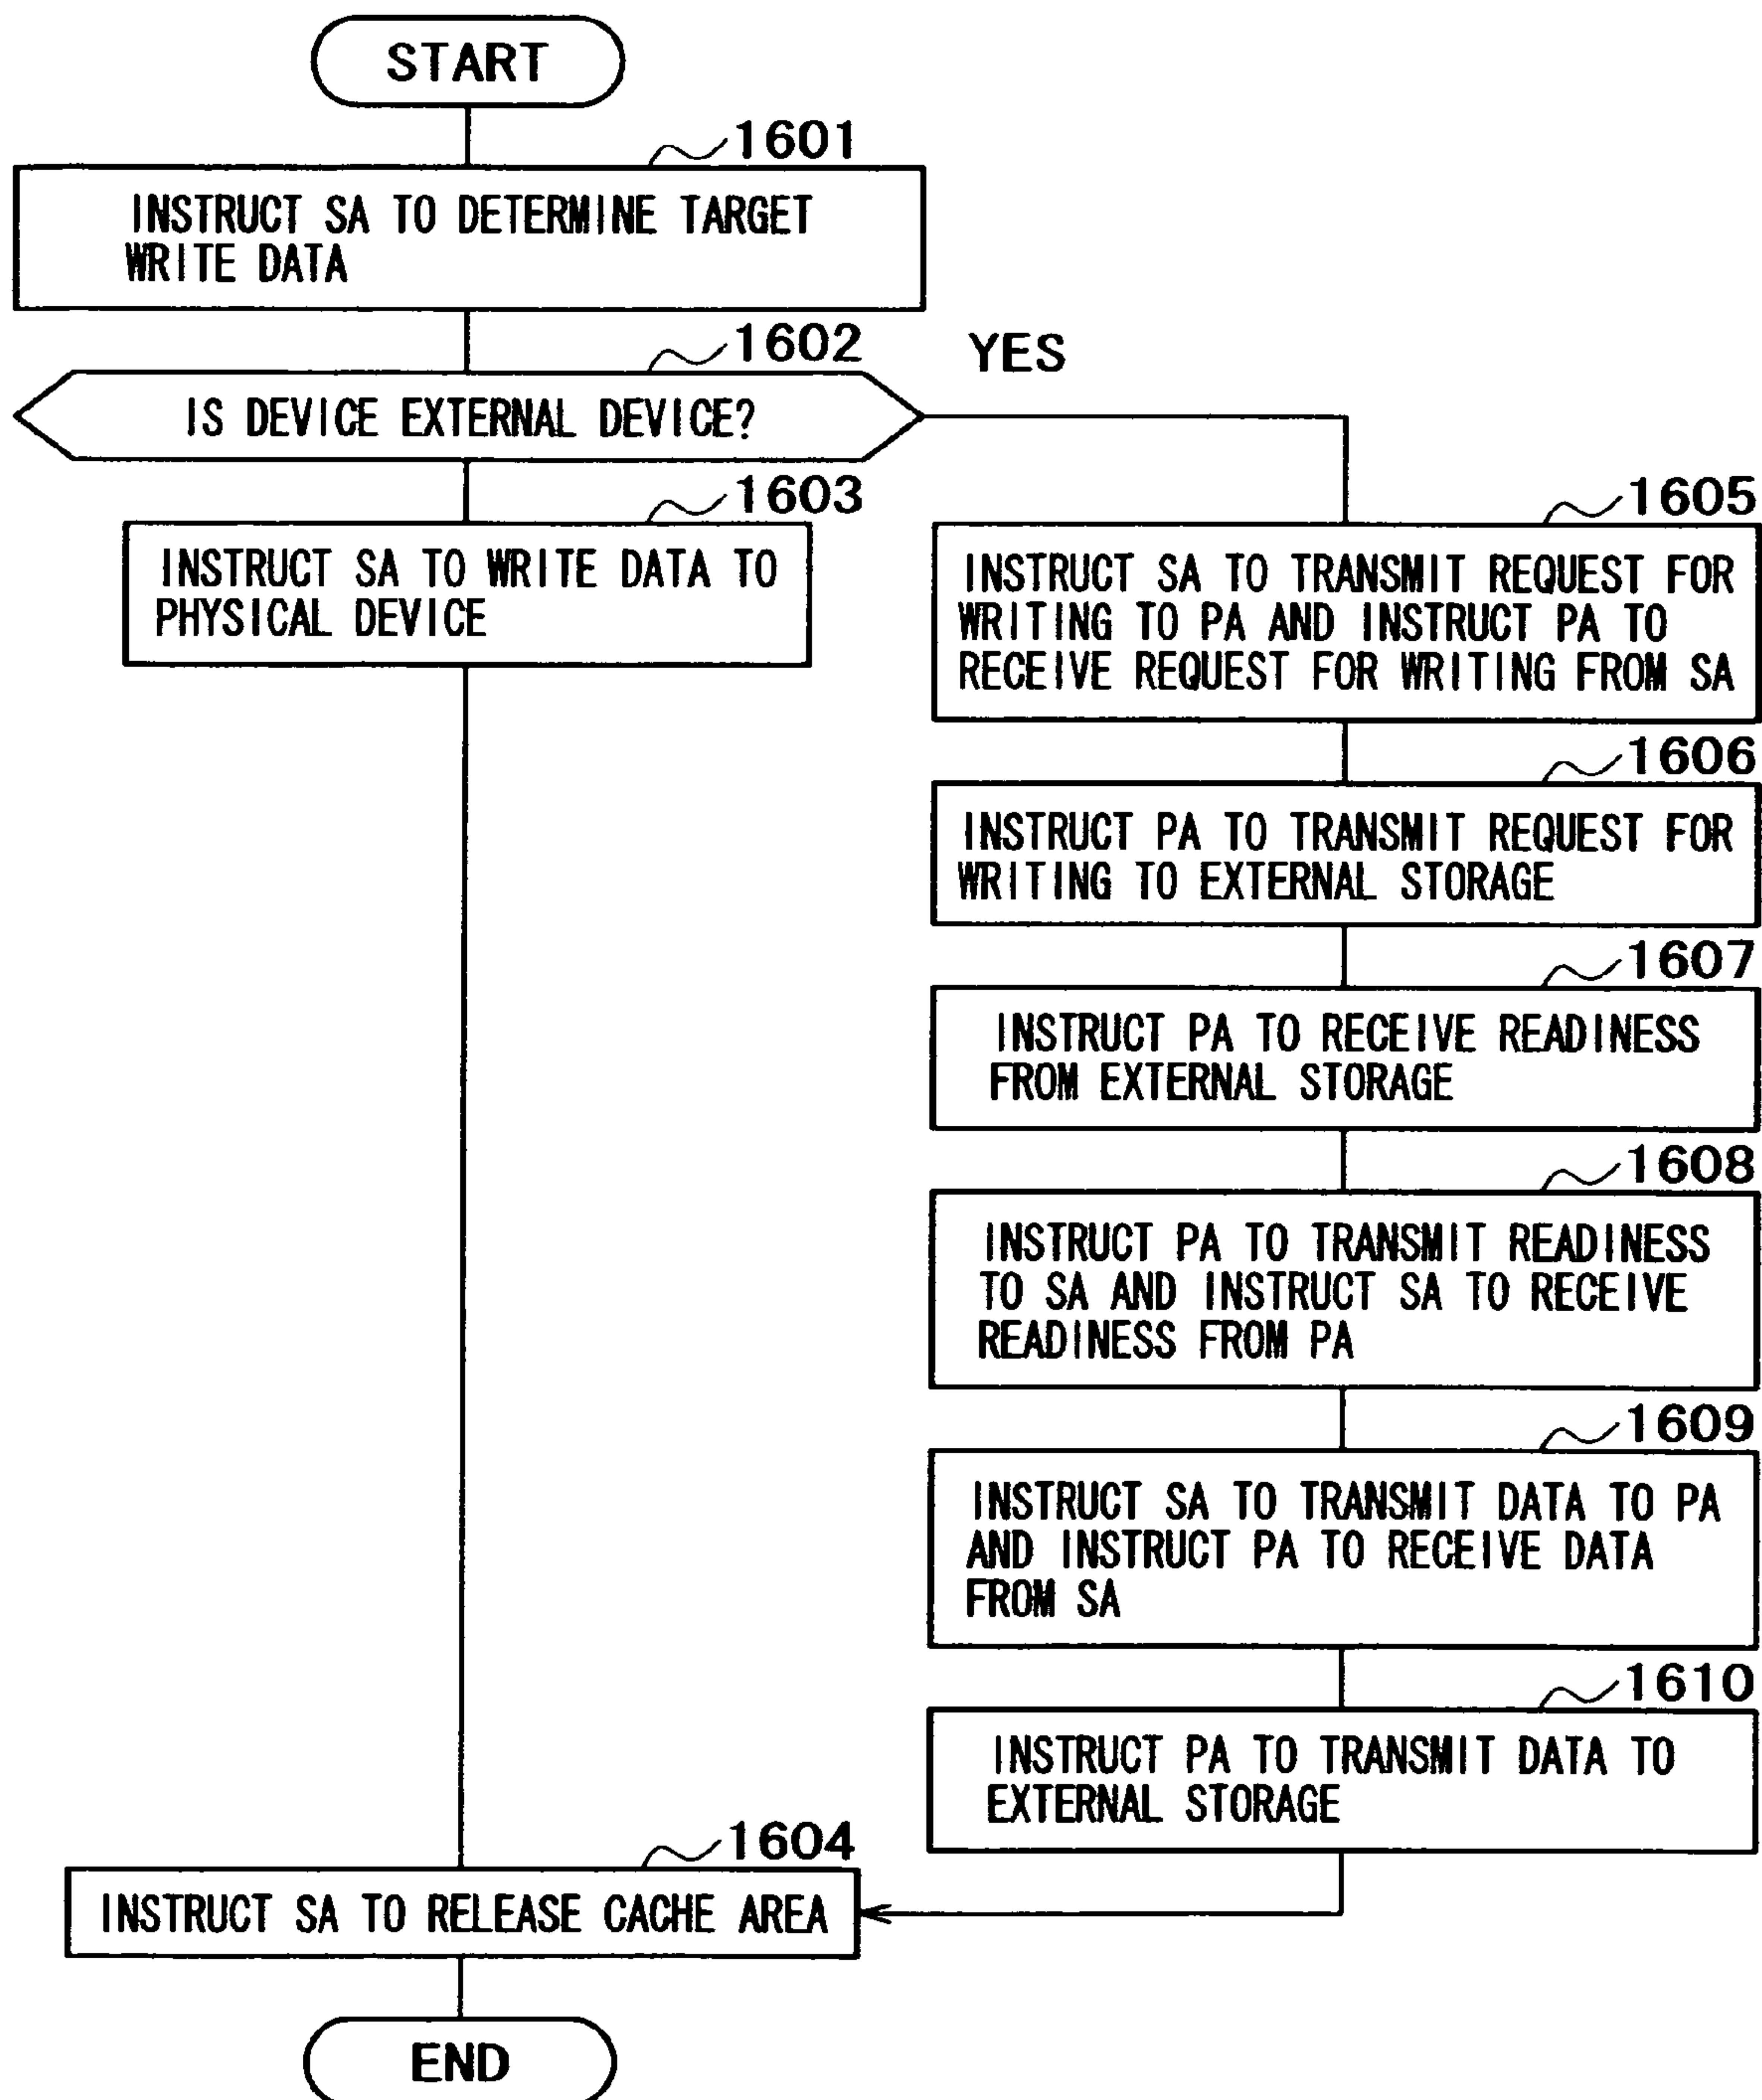 START
1601
INSTRUCT SA TO DETERMINE TARGET
WRITE DATA
1602
YES
IS DEVICE EXTERNAL DEVICE?
1603
INSTRUCT SA TO WRITE DATA TO
PHYSICAL DEVICE
1605
INSTRUCT SA TO TRANSMIT REQUEST FOR
WRITING TO PA AND INSTRUCT PA TO
RECEIVE REQUEST FOR WRITING FROM SA
1606
INSTRUCT PA TO TRANSMIT REQUEST FOR
WRITING TO EXTERNAL STORAGE
1607
INSTRUCT PA TO RECEIVE READINESS
FROM EXTERNAL STORAGE
1608
INSTRUCT PA TO TRANSMIT READINESS
TO SA AND INSTRUCT SA TO RECEIVE
READINESS FROM PA
1609
INSTRUCT SA TO TRANSMIT DATA TO PA
AND INSTRUCT PA TO RECEIVE DATA
FROM SA
1610
INSTRUCT PA TO TRANSMIT DATA TO
EXTERNAL STORAGE
1604
INSTRUCT SA TO RELEASE CACHE AREA
END